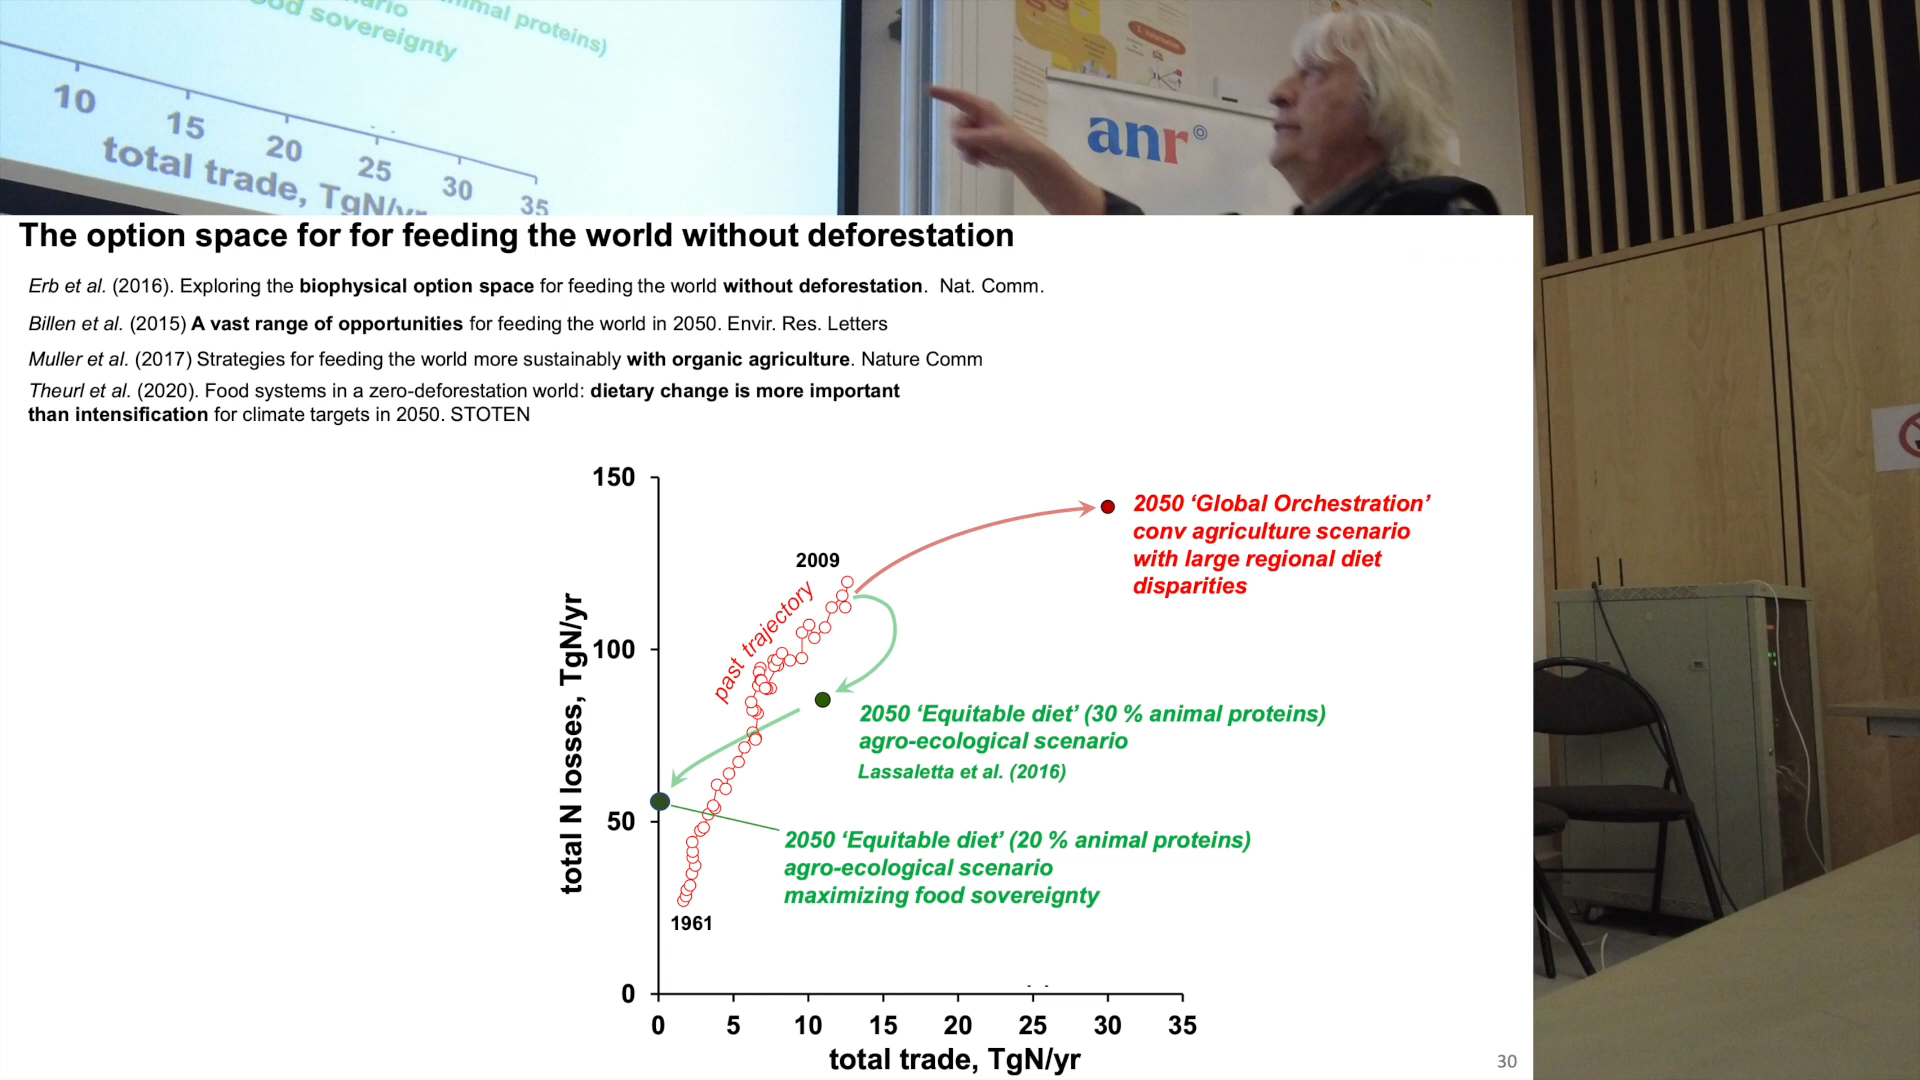 nario
nimal proteins)
ood sovereignty
10
15
20
25
30
35
total trade, TgN/yr
anr
The option space for for feeding the world without deforestation
Erb et al. (2016). Exploring the biophysical option space for feeding the world without deforestation. Nat. Comm.
Billen et al. (2015) A vast range of opportunities for feeding the world in 2050. Envir. Res. Letters
Muller et al. (2017) Strategies for feeding the world more sustainably with organic agriculture. Nature Comm
Theurl et al. (2020). Food systems in a zero-deforestation world: dietary change is more important
than intensification for climate targets in 2050. STOTEN
150
100
50
0
total N losses, TgN/yr
2009
past trajectory
1961
2050 ‘Global Orchestration’
conv agriculture scenario
with large regional diet
disparities
2050 ‘Equitable diet’ (30 % animal proteins)
agro-ecological scenario
Lassaletta et al. (2016)
2050 ‘Equitable diet’ (20 % animal proteins)
agro-ecological scenario
maximizing food sovereignty
0
5
10
15
20
25
30
35
total trade, TgN/yr
30